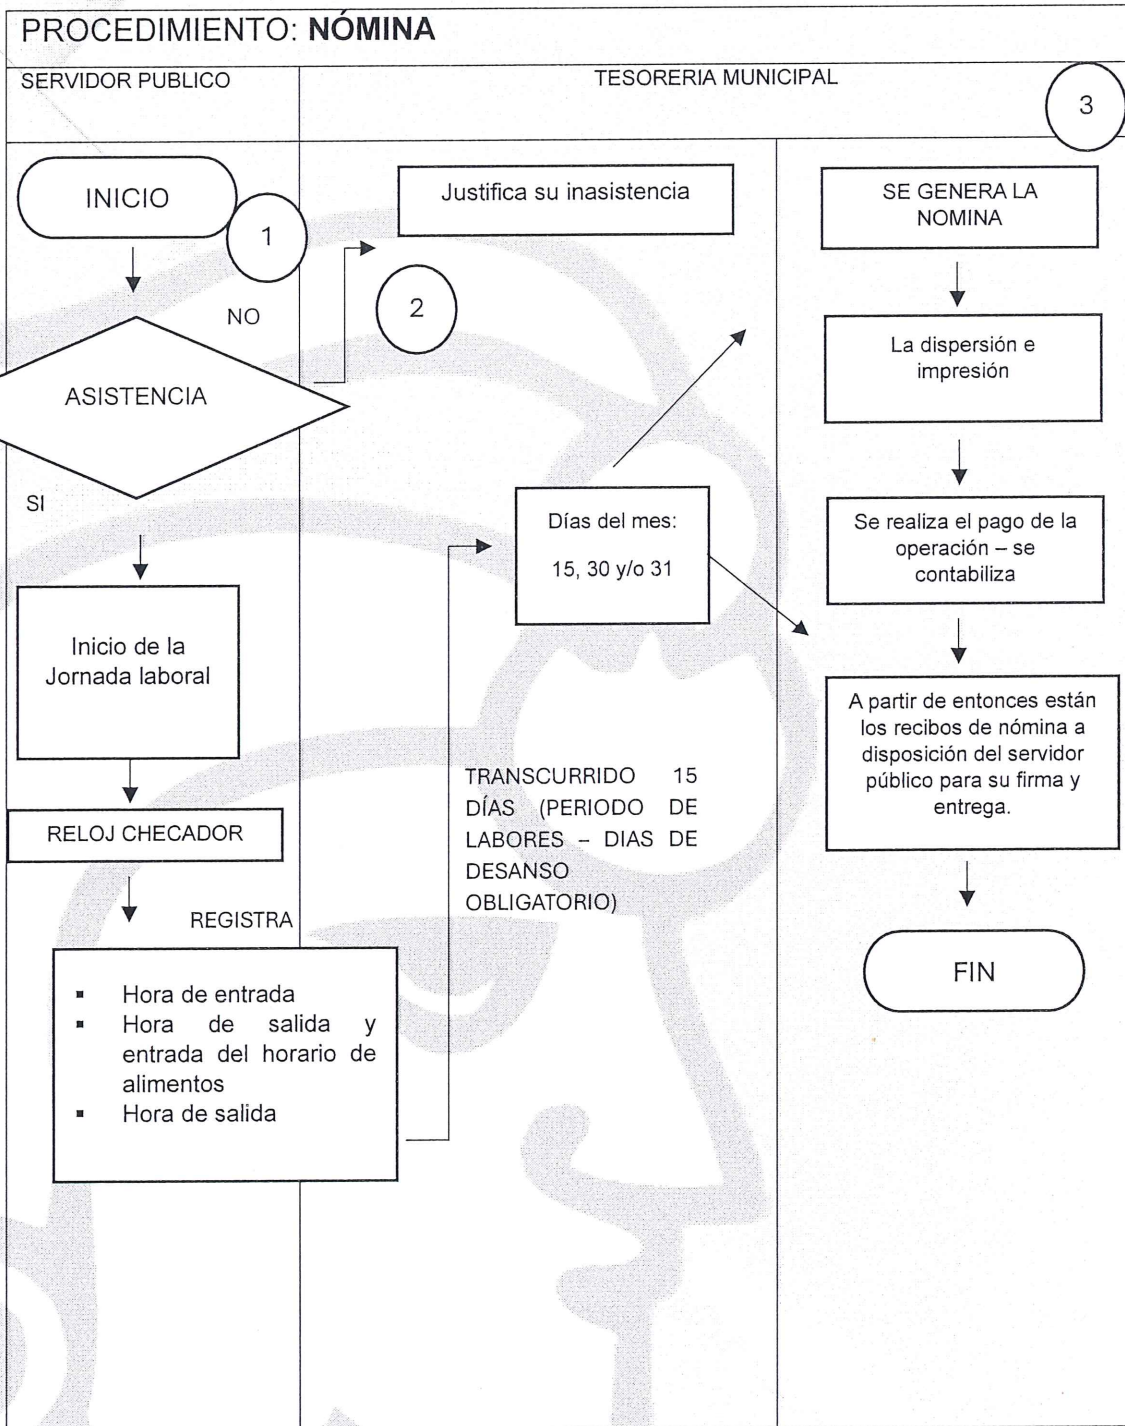 PROCEDIMIENTO: NÓMINA
SERVIDOR PUBLICO
TESORERIA MUNICIPAL
3
INICIO
1
NO
ASISTENCIA
SI
Inicio de la
Jornada laboral
RELOJ CHECADOR
REGISTRA
▪ Hora de entrada
▪ Hora de salida y
entrada del horario de
alimentos
▪ Hora de salida
Justifica su inasistencia
2
Días del mes:
15, 30 y/o 31
TRANSCURRIDO 15
DÍAS (PERIODO DE
LABORES – DIAS DE
DESANSO
OBLIGATORIO)
SE GENERA LA
NOMINA
La dispersión e
impresión
Se realiza el pago de la
operación – se
contabiliza
A partir de entonces están
los recibos de nómina a
disposición del servidor
público para su firma y
entrega.
FIN